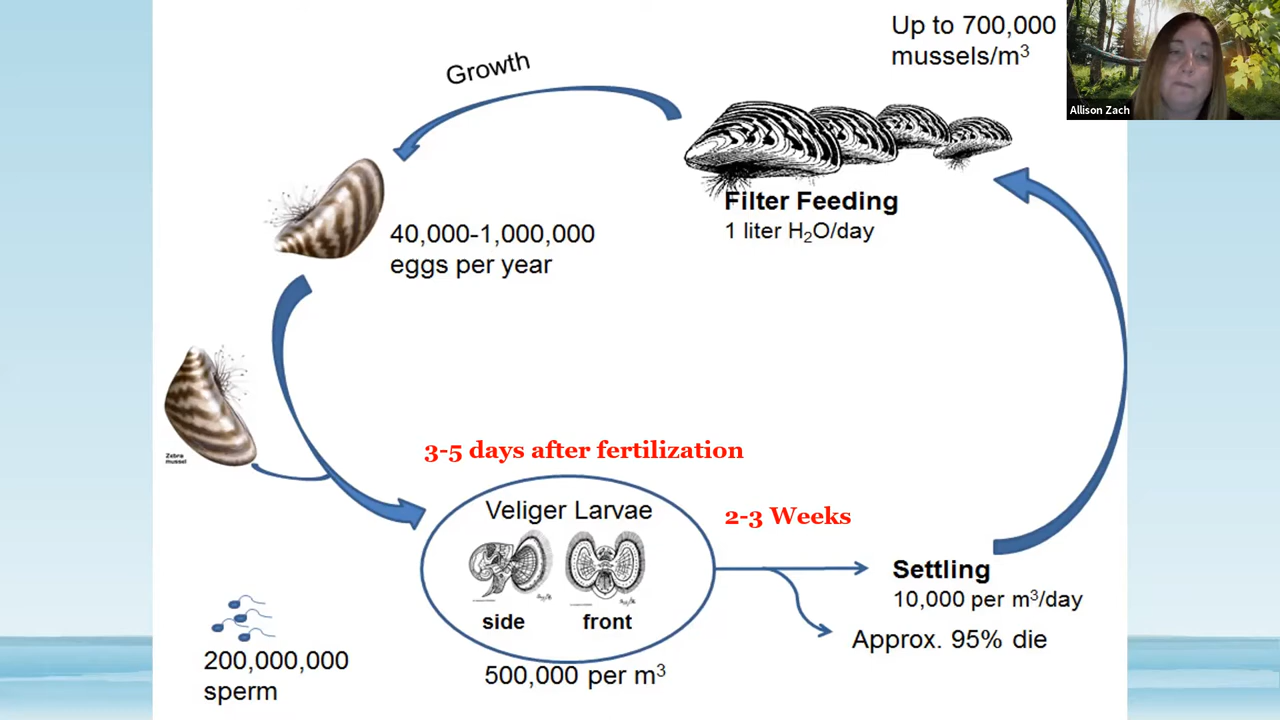 Up to 700,000
mussels/m³
Allison Zach
Growth
Filter Feeding
1 liter H₂O/day
40,000-1,000,000
eggs per year
Zebra
mussel
3-5 days after fertilization
Veliger Larvae
side
front
500,000 per m³
2-3 Weeks
Settling
10,000 per m³/day
Approx. 95% die
200,000,000
sperm